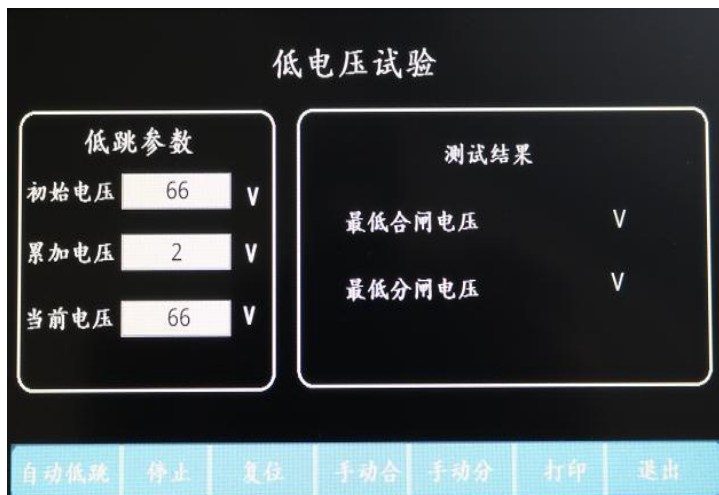 低电压试验
低跳参数
初始电压 66 V
累加电压 2 V
当前电压 66 V
测试结果
最低合闸电压 V
最低分闸电压 V
自动低跳 停止 复位 手动合 手动分 打印 退出